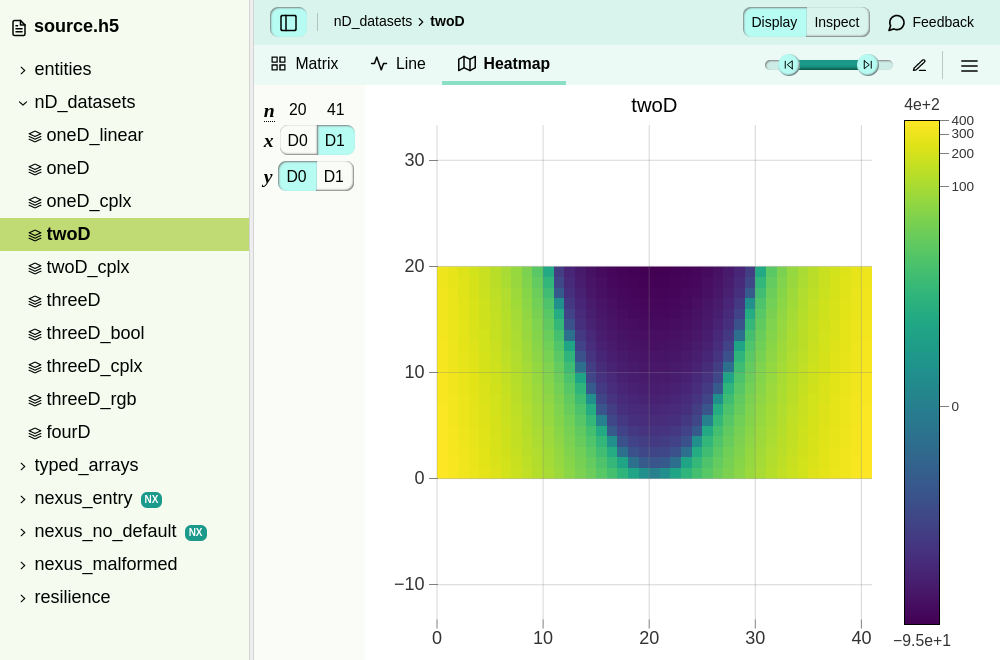 source.h5
entities
nD_datasets
oneD_linear
oneD
oneD_cplx
twoD
twoD_cplx
threeD
threeD_bool
threeD_cplx
threeD_rgb
fourD
typed_arrays
nexus_entry NX
nexus_no_default NX
nexus_malformed
resilience
nD_datasets › twoD
Display Inspect Feedback
Matrix Line Heatmap
n 20 41
x D0 D1
y D0 D1
twoD
30
20
10
0
−10
0 10 20 30 40
4e+2
400
300
200
100
0
−9.5e+1